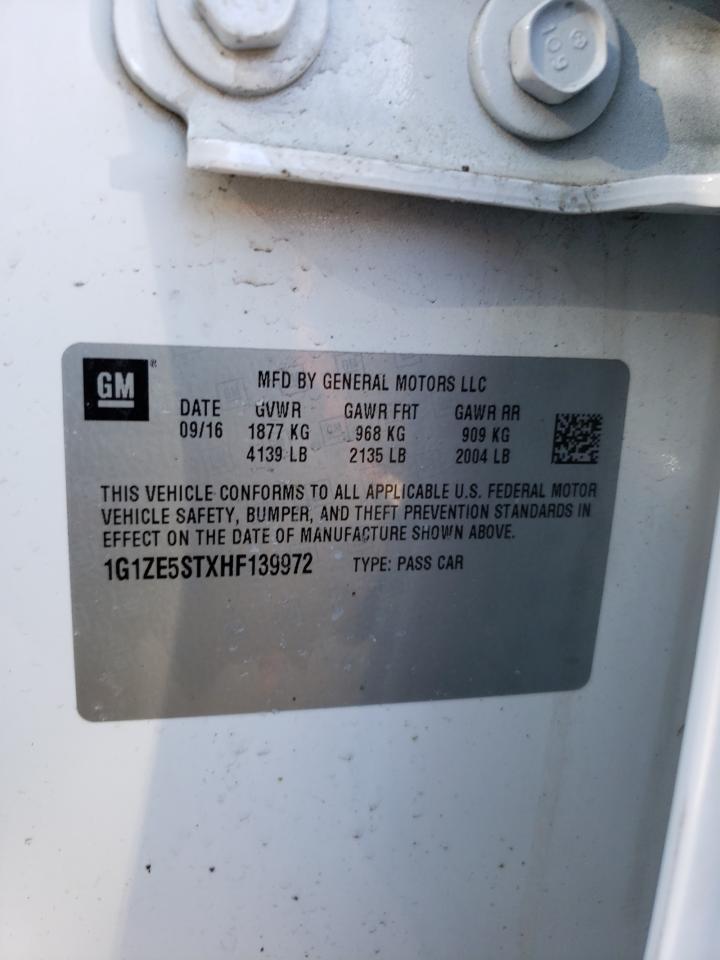 109
GM ®
MFD BY GENERAL MOTORS LLC
DATE GVWR GAWR FRT GAWR RR
09/16 1877 KG 968 KG 909 KG
4139 LB 2135 LB 2004 LB
THIS VEHICLE CONFORMS TO ALL APPLICABLE U.S. FEDERAL MOTOR
VEHICLE SAFETY, BUMPER, AND THEFT PREVENTION STANDARDS IN
EFFECT ON THE DATE OF MANUFACTURE SHOWN ABOVE.
1G1ZE5STXHF139972 TYPE: PASS CAR